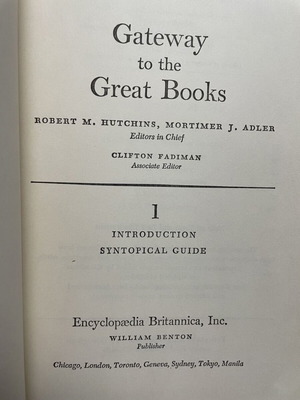 Gateway
to the
Great Books
ROBERT M. HUTCHINS, MORTIMER J. ADLER
Editors in Chief
CLIFTON FADIMAN
Associate Editor
1
INTRODUCTION
SYNTOPICAL GUIDE
Encyclopædia Britannica, Inc.
WILLIAM BENTON
Publisher
Chicago, London, Toronto, Geneva, Sydney, Tokyo, Manila